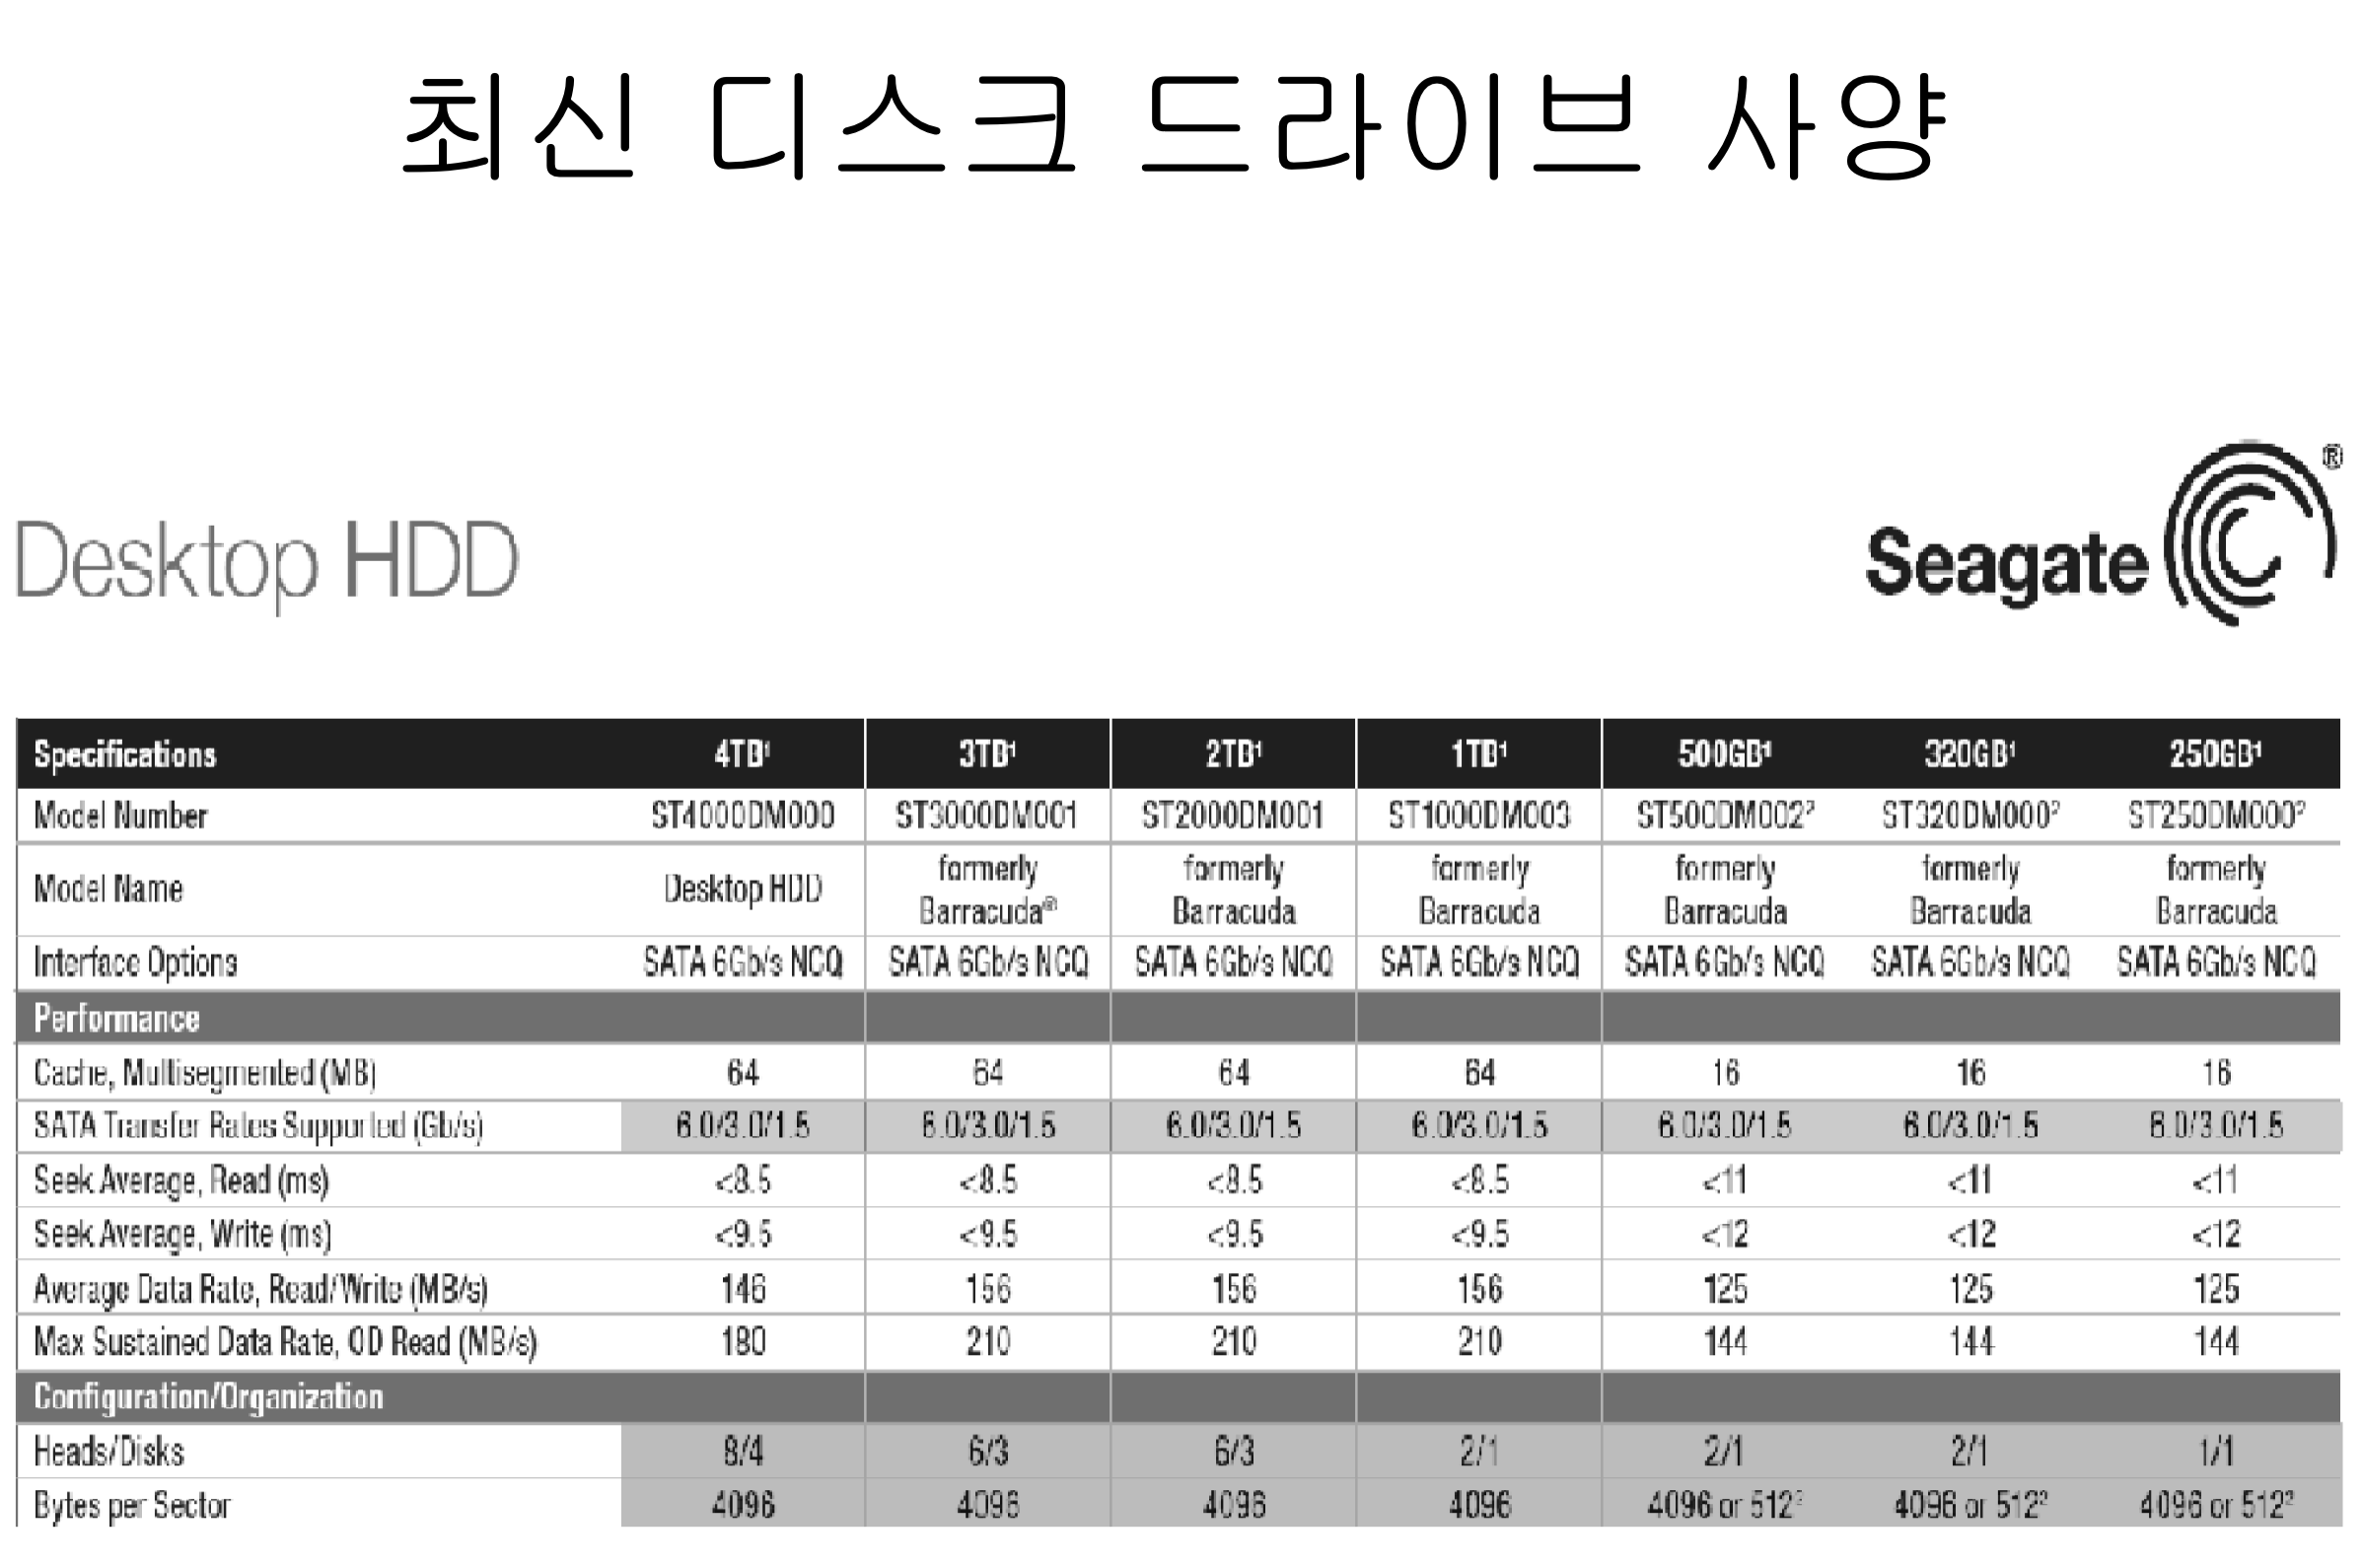 최신 디스크 드라이브 사양
Desktop HDD
Seagate®
Specifications 4TB¹ 3TB¹ 2TB¹ 1TB¹ 500GB¹ 320GB¹ 250GB¹
Model Number ST4000DM000 ST3000DM001 ST2000DM001 ST1000DM003 ST500DM002² ST320DM000² ST250DM000²
Model Name Desktop HDD formerly Barracuda® formerly Barracuda formerly Barracuda formerly Barracuda formerly Barracuda formerly Barracuda
Interface Options SATA 6Gb/s NCQ SATA 6Gb/s NCQ SATA 6Gb/s NCQ SATA 6Gb/s NCQ SATA 6Gb/s NCQ SATA 6Gb/s NCQ SATA 6Gb/s NCQ
Performance
Cache, Multisegmented (MB) 64 64 64 64 16 16 16
SATA Transfer Rates Supported (Gb/s) 6.0/3.0/1.5 6.0/3.0/1.5 6.0/3.0/1.5 6.0/3.0/1.5 6.0/3.0/1.5 6.0/3.0/1.5 6.0/3.0/1.5
Seek Average, Read (ms) <8.5 <8.5 <8.5 <8.5 <11 <11 <11
Seek Average, Write (ms) <9.5 <9.5 <9.5 <9.5 <12 <12 <12
Average Data Rate, Read/Write (MB/s) 146 156 156 156 125 125 125
Max Sustained Data Rate, OD Read (MB/s) 180 210 210 210 144 144 144
Configuration/Organization
Heads/Disks 8/4 6/3 6/3 2/1 2/1 2/1 1/1
Bytes per Sector 4096 4096 4096 4096 4096 or 512² 4096 or 512² 4096 or 512²